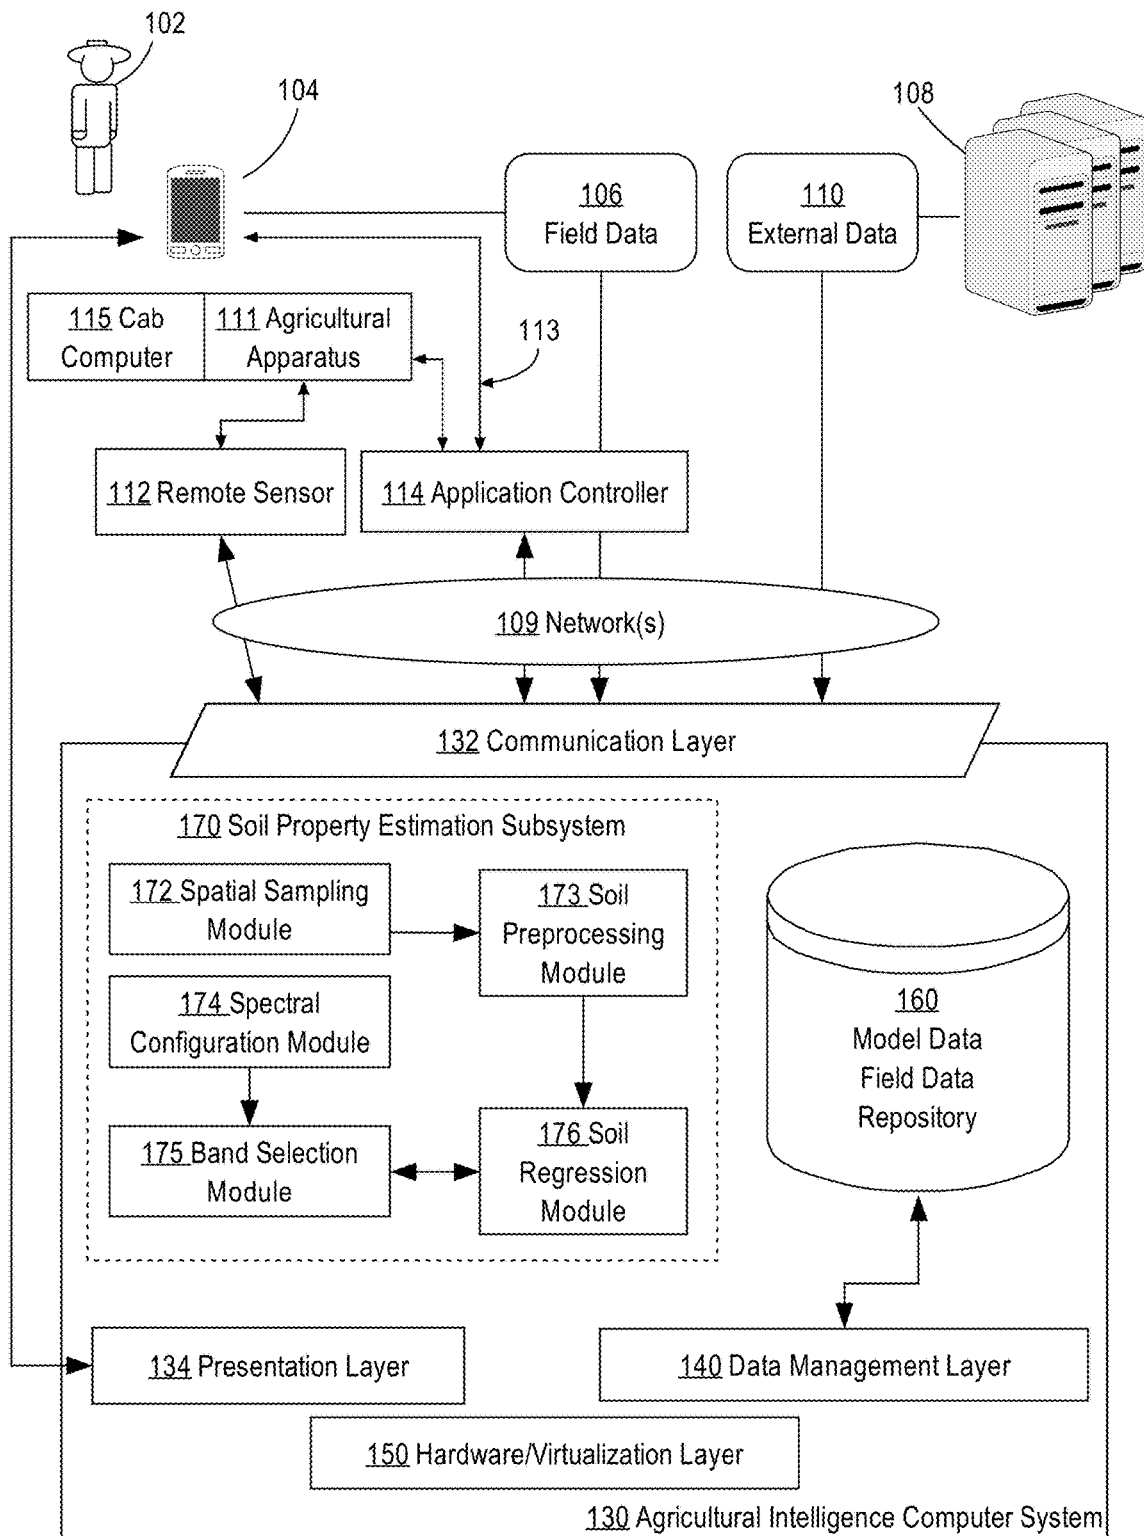 102
104
108
106
Field Data
110
External Data
115 Cab
Computer
111 Agricultural
Apparatus
113
112 Remote Sensor
114 Application Controller
109 Network(s)
132 Communication Layer
170 Soil Property Estimation Subsystem
172 Spatial Sampling
Module
173 Soil
Preprocessing
Module
174 Spectral
Configuration Module
175 Band Selection
Module
176 Soil
Regression
Module
160
Model Data
Field Data
Repository
134 Presentation Layer
140 Data Management Layer
150 Hardware/Virtualization Layer
130 Agricultural Intelligence Computer System